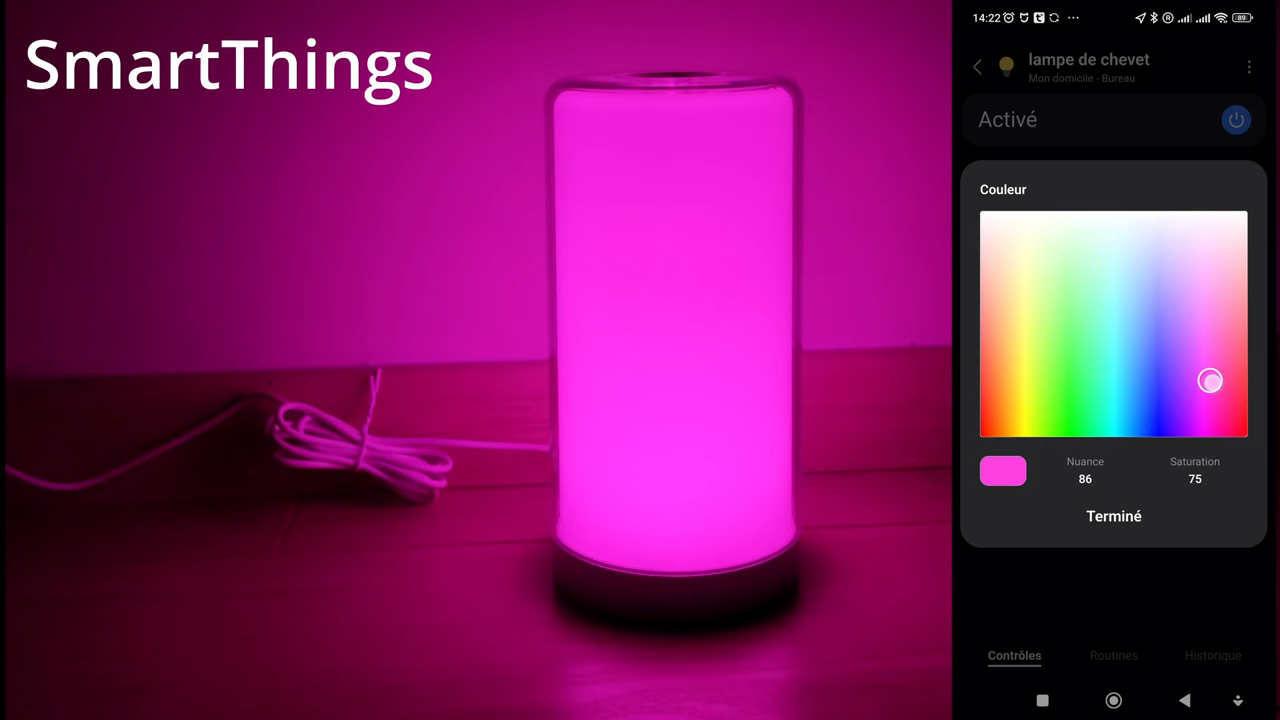 SmartThings
14:22
89
lampe de chevet
Mon domicile - Bureau
Activé
Couleur
Nuance
Saturation
86
75
Terminé
Contrôles
Routines
Historique